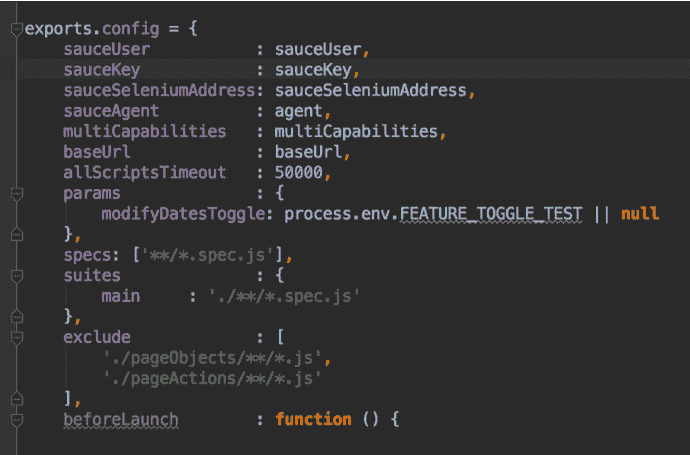 exports.config = {
    sauceUser           : sauceUser,
    sauceKey            : sauceKey,
    sauceSeleniumAddress: sauceSeleniumAddress,
    sauceAgent          : agent,
    multiCapabilities   : multiCapabilities,
    baseUrl             : baseUrl,
    allScriptsTimeout   : 50000,
    params              : {
        modifyDatesToggle: process.env.FEATURE_TOGGLE_TEST || null
    },
    specs: ['**/*.spec.js'],
    suites              : {
        main     : './**/*.spec.js'
    },
    exclude             : [
        './pageObjects/**/*.js',
        './pageActions/**/*.js'
    ],
    beforeLaunch        : function () {